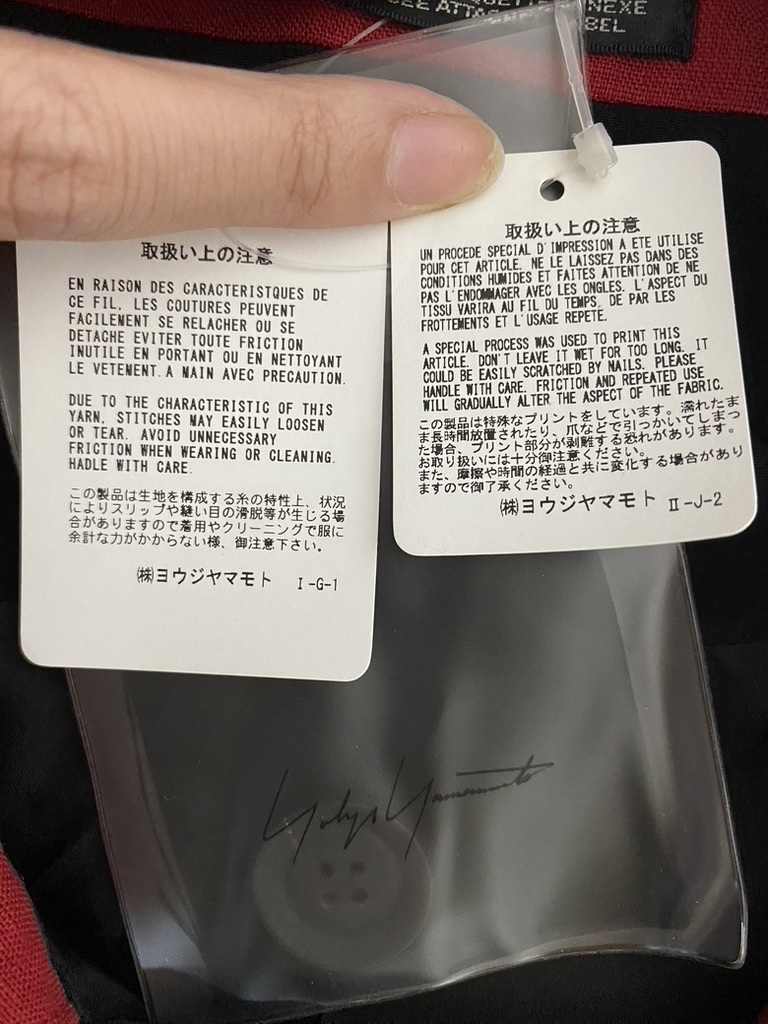 NEXE
SEE ATTAC
BEL
取扱い上の注意
EN RAISON DES CARACTERISTQUES DE
CE FIL, LES COUTURES PEUVENT
FACILEMENT SE RELACHER OU SE
DETACHE EVITER TOUTE FRICTION
INUTILE EN PORTANT OU EN NETTOYANT
LE VETEMENT.A MAIN AVEC PRECAUTION.
DUE TO THE CHARACTERISTIC OF THIS
YARN, STITCHES MAY EASILY LOOSEN
OR TEAR. AVOID UNNECESSARY
FRICTION WHEN WEARING OR CLEANING.
HADLE WITH CARE.
この製品は生地を構成する糸の特性上、状況
によりスリップや縫い目の滑脱等が生じる場
合がありますので着用やクリーニングで服に
余計な力がかからない様、御注意下さい。
㈱ヨウジヤマモト I-G-1
取扱い上の注意
UN PROCEDE SPECIAL D'IMPRESSION A ETE UTILISE
POUR CET ARTICLE. NE LE LAISSEZ PAS DANS DES
CONDITIONS HUMIDES ET FAITES ATTENTION DE NE
PAS L'ENDOMMAGER AVEC LES ONGLES. L'ASPECT DU
TISSU VARIRA AU FIL DU TEMPS. DE PAR LES
FROTTEMENTS ET L'USAGE REPETE.
A SPECIAL PROCESS WAS USED TO PRINT THIS
ARTICLE. DON'T LEAVE IT WET FOR TOO LONG. IT
COULD BE EASILY SCRATCHED BY NAILS. PLEASE
HANDLE WITH CARE. FRICTION AND REPEATED USE
WILL GRADUALLY ALTER THE ASPECT OF THE FABRIC.
この製品は特殊なプリントをしています。濡れたま
ま長時間放置されたり、爪などで引っかいてしまっ
た場合、プリント部分が剥離する恐れがあります。
お取り扱いには十分御注意ください。
また、摩擦や時間の経過と共に変化する場合があり
ますので御了承ください。
㈱ヨウジヤマモト II-J-2
Yohji Yamamoto